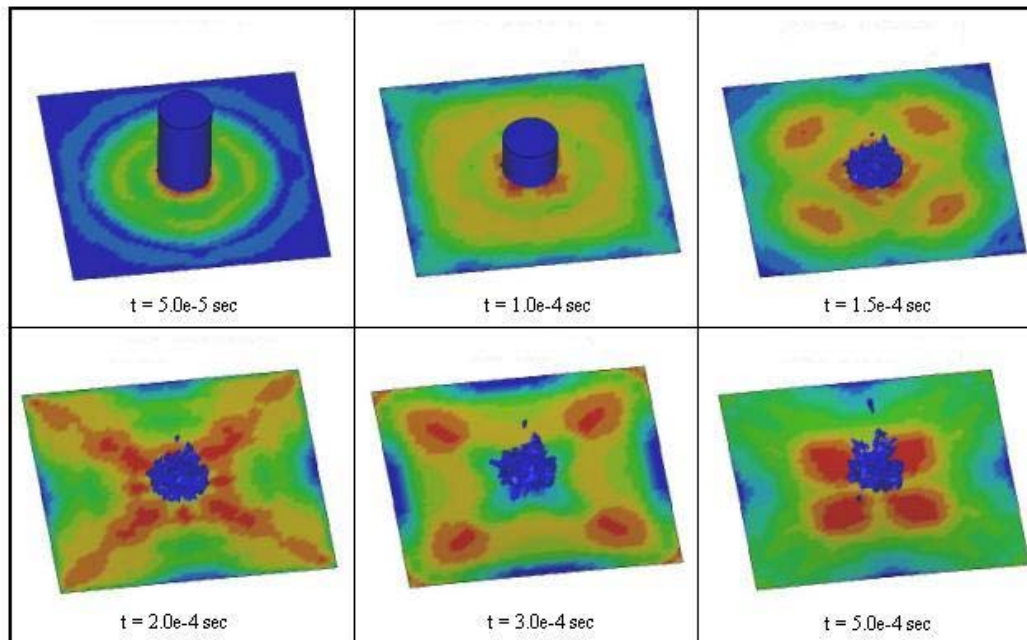 t = 5.0e-5 sec
t = 1.0e-4 sec
t = 1.5e-4 sec
t = 2.0e-4 sec
t = 3.0e-4 sec
t = 5.0e-4 sec